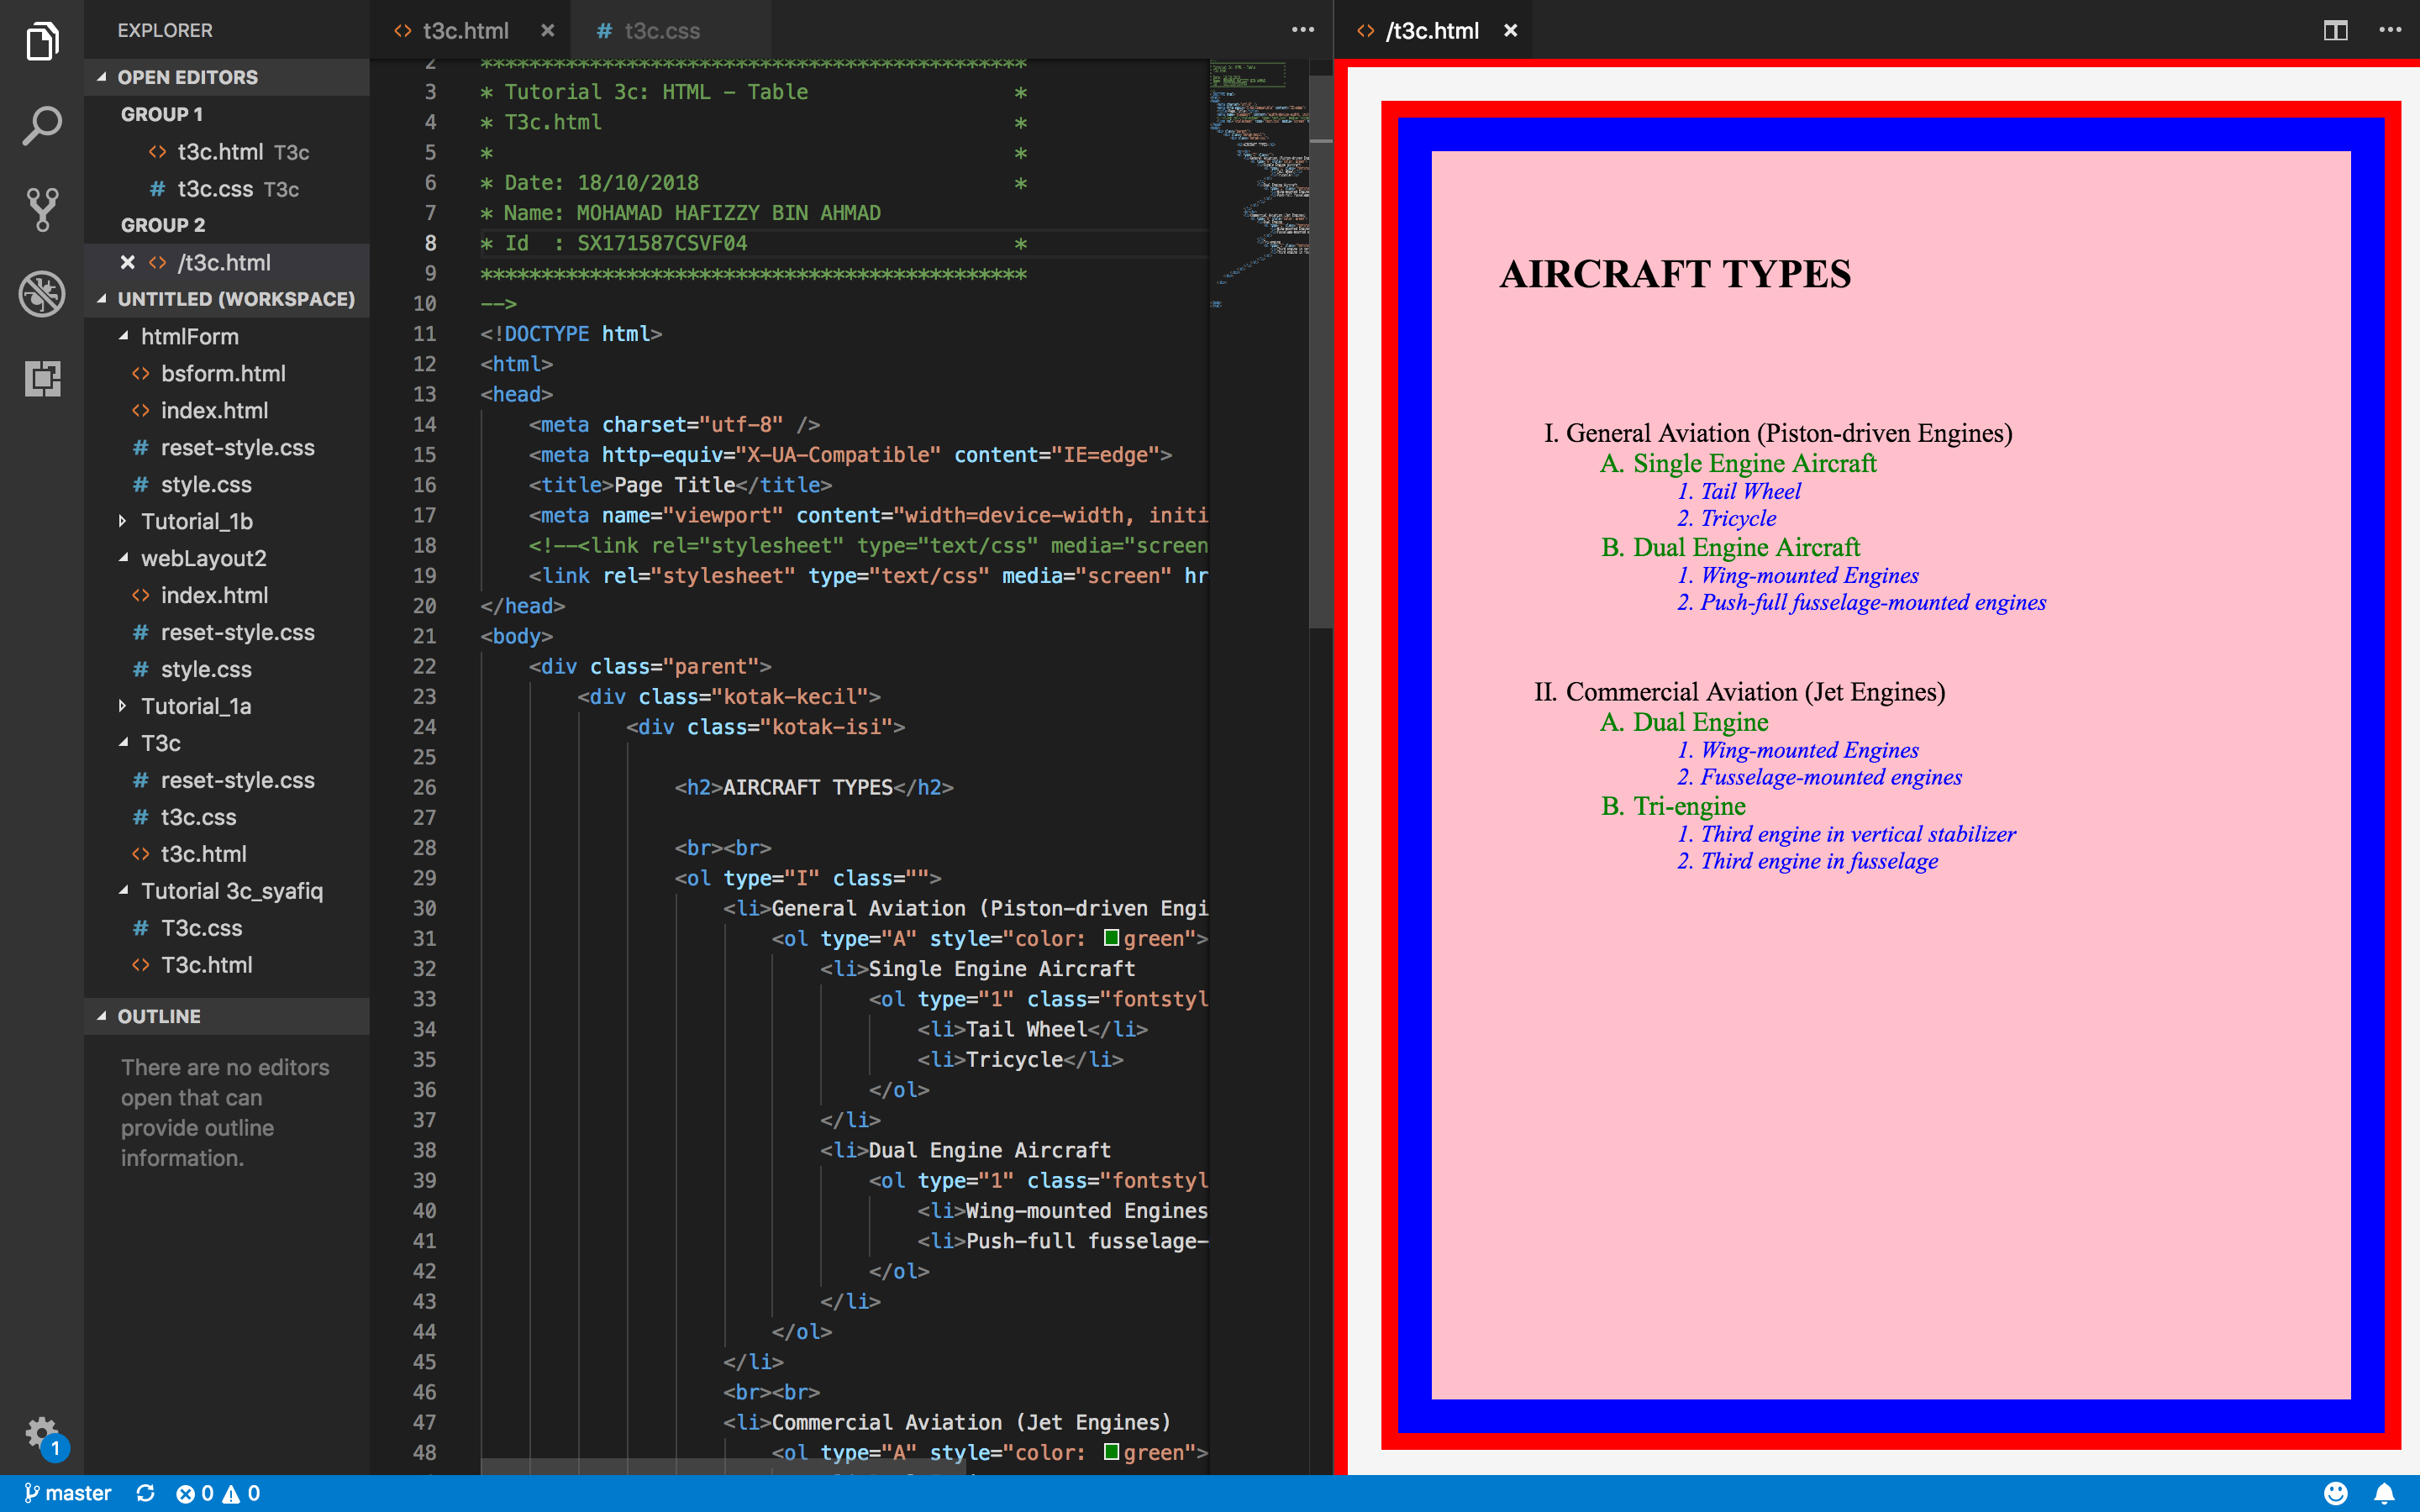 EXPLORER
OPEN EDITORS
GROUP 1
t3c.html T3c
t3c.css T3c
GROUP 2
/t3c.html
UNTITLED (WORKSPACE)
htmlForm
bsform.html
index.html
reset-style.css
style.css
Tutorial_1b
webLayout2
index.html
reset-style.css
style.css
Tutorial_1a
T3c
reset-style.css
t3c.css
t3c.html
Tutorial 3c_syafiq
T3c.css
T3c.html
OUTLINE
There are no editors
open that can
provide outline
information.
1
t3c.html
t3c.css
3 * Tutorial 3c: HTML - Table *
4 * T3c.html *
5 * *
6 * Date: 18/10/2018 *
7 * Name: MOHAMAD HAFIZZY BIN AHMAD
8 * Id  : SX171587CSVF04 *
9 *********************************************
10 -->
11 <!DOCTYPE html>
12 <html>
13 <head>
14 <meta charset="utf-8" />
15 <meta http-equiv="X-UA-Compatible" content="IE=edge">
16 <title>Page Title</title>
17 <meta name="viewport" content="width=device-width, initi
18 <!--<link rel="stylesheet" type="text/css" media="screen
19 <link rel="stylesheet" type="text/css" media="screen" hr
20 </head>
21 <body>
22 <div class="parent">
23 <div class="kotak-kecil">
24 <div class="kotak-isi">
25
26 <h2>AIRCRAFT TYPES</h2>
27
28 <br><br>
29 <ol type="I" class="">
30 <li>General Aviation (Piston-driven Engi
31 <ol type="A" style="color: green">
32 <li>Single Engine Aircraft
33 <ol type="1" class="fontstyl
34 <li>Tail Wheel</li>
35 <li>Tricycle</li>
36 </ol>
37 </li>
38 <li>Dual Engine Aircraft
39 <ol type="1" class="fontstyl
40 <li>Wing-mounted Engines
41 <li>Push-full fusselage-
42 </ol>
43 </li>
44 </ol>
45 </li>
46 <br><br>
47 <li>Commercial Aviation (Jet Engines)
48 <ol type="A" style="color: green">
/t3c.html
AIRCRAFT TYPES
I. General Aviation (Piston-driven Engines)
A. Single Engine Aircraft
1. Tail Wheel
2. Tricycle
B. Dual Engine Aircraft
1. Wing-mounted Engines
2. Push-full fusselage-mounted engines
II. Commercial Aviation (Jet Engines)
A. Dual Engine
1. Wing-mounted Engines
2. Fusselage-mounted engines
B. Tri-engine
1. Third engine in vertical stabilizer
2. Third engine in fusselage
master 0 0